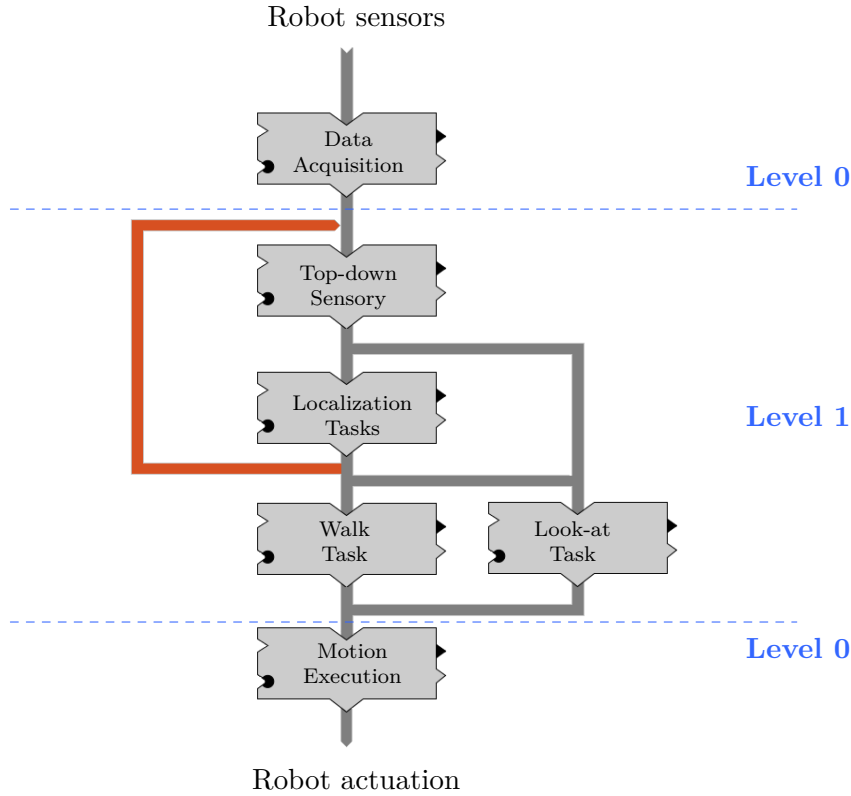 Robot sensors
Data
Acquisition
Level 0
Top-down
Sensory
Localization
Tasks
Level 1
Walk
Task
Look-at
Task
Motion
Execution
Level 0
Robot actuation